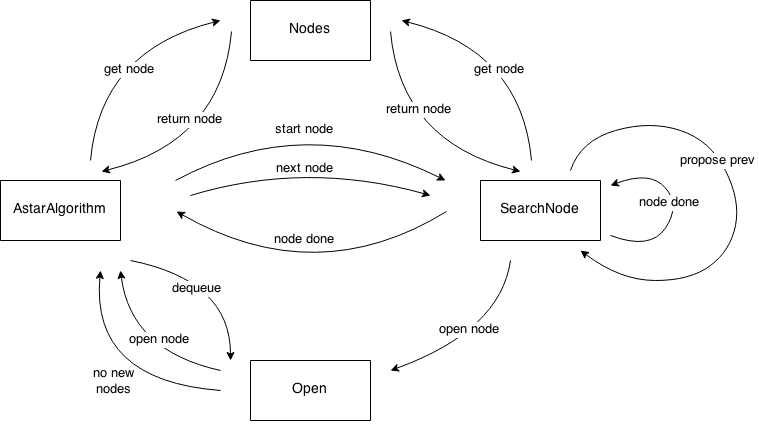 Nodes
get node
get node
return node
return node
start node
propose prev
next node
AstarAlgorithm
SearchNode
node done
node done
dequeue
open node
open node
no new
nodes
Open